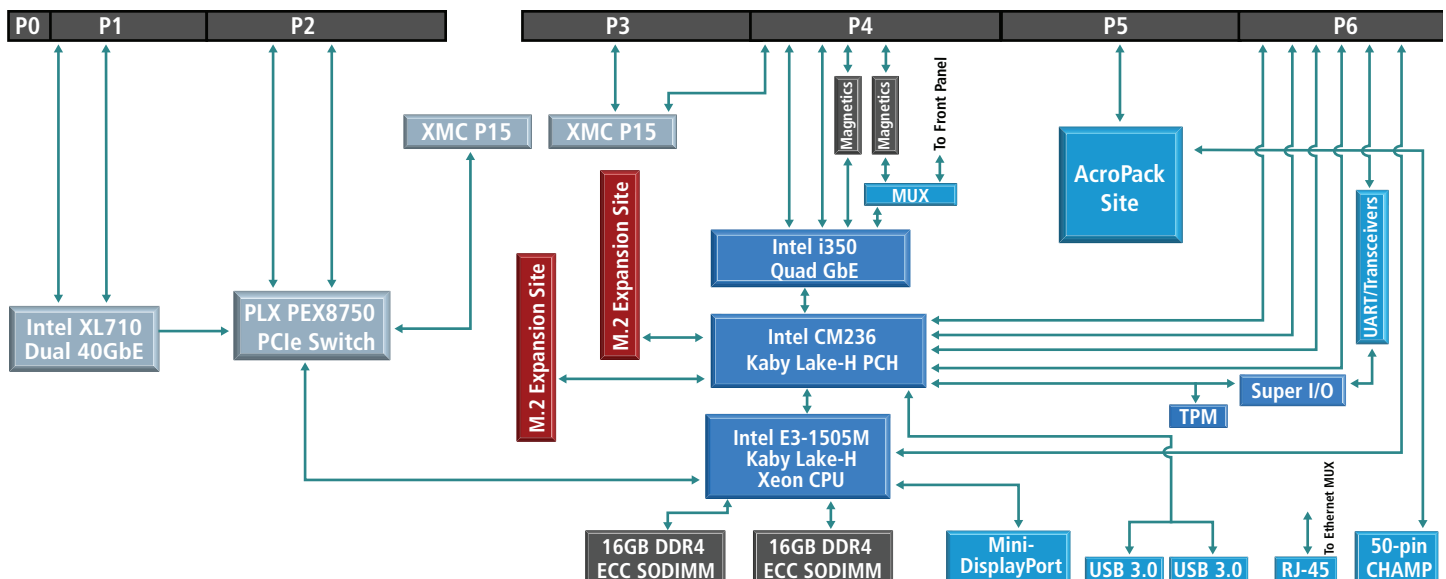 P0
P1
P2
P3
P4
P5
P6
XMC P15
XMC P15
Magnetics
Magnetics
To Front Panel
MUX
AcroPack
Site
UART/Transceivers
M.2 Expansion Site
M.2 Expansion Site
Intel i350
Quad GbE
Intel XL710
Dual 40GbE
PLX PEX8750
PCIe Switch
Intel CM236
Kaby Lake-H PCH
Super I/O
TPM
Intel E3-1505M
Kaby Lake-H
Xeon CPU
To Ethernet MUX
16GB DDR4
ECC SODIMM
16GB DDR4
ECC SODIMM
Mini-
DisplayPort
USB 3.0
USB 3.0
RJ-45
50-pin
CHAMP